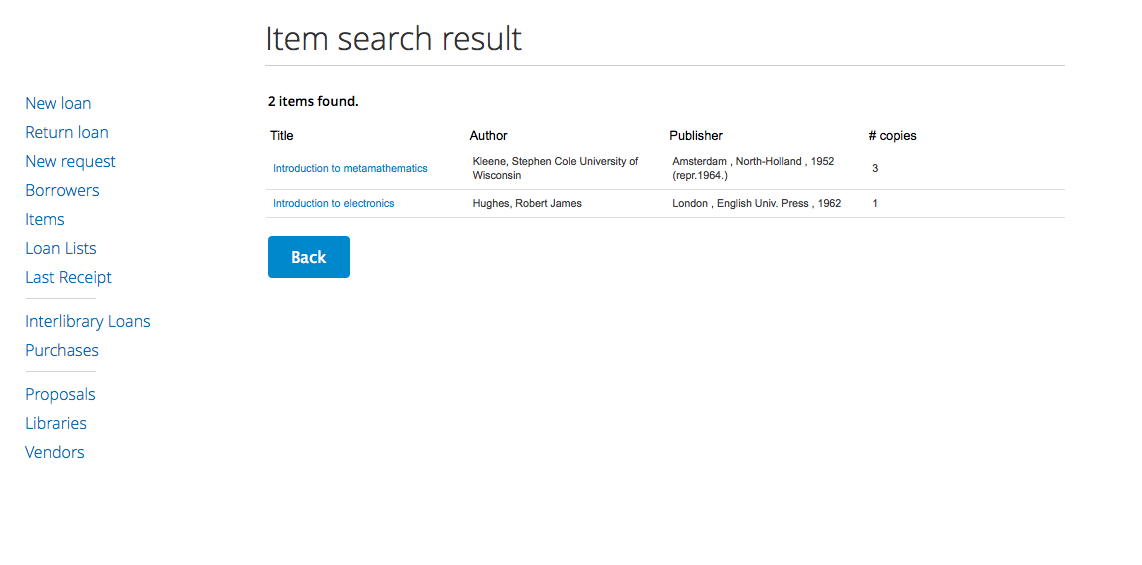 Item search result
New loan
Return loan
New request
Borrowers
Items
Loan Lists
Last Receipt
Interlibrary Loans
Purchases
Proposals
Libraries
Vendors
2 items found.
Title Author Publisher # copies
Introduction to metamathematics Kleene, Stephen Cole University of Wisconsin Amsterdam , North-Holland , 1952 (repr.1964.) 3
Introduction to electronics Hughes, Robert James London , English Univ. Press , 1962 1
Back